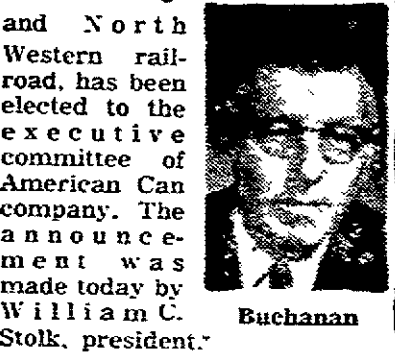 and North
Western rail-
road, has been
elected to the
executive
committee of
American Can
company. The
announce-
ment was
made today by
William C.
Stolk, president.
Buchanan